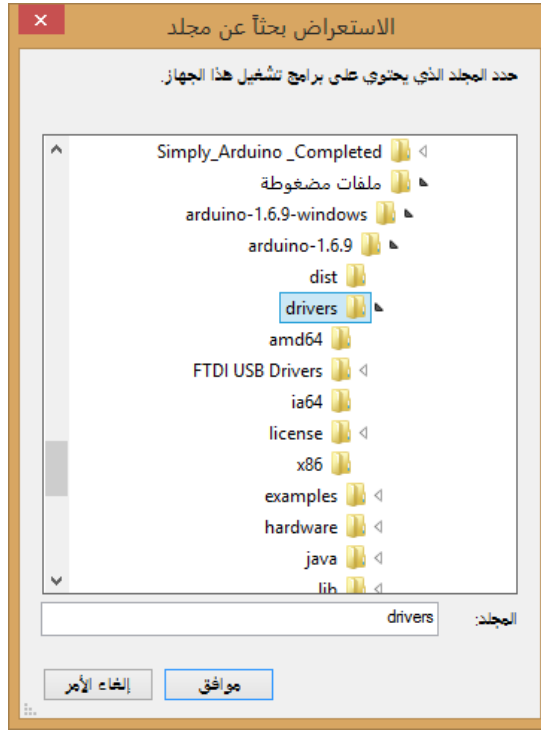 الاستعراض بحثاً عن مجلد
حدد المجلد الذي يحتوي على برامج تشغيل هذا الجهاز.
Simply_Arduino _Completed
ملفات مضغوطة
arduino-1.6.9-windows
arduino-1.6.9
dist
drivers
amd64
FTDI USB Drivers
ia64
license
x86
examples
hardware
java
lib
المجلد: drivers
موافق إلغاء الأمر